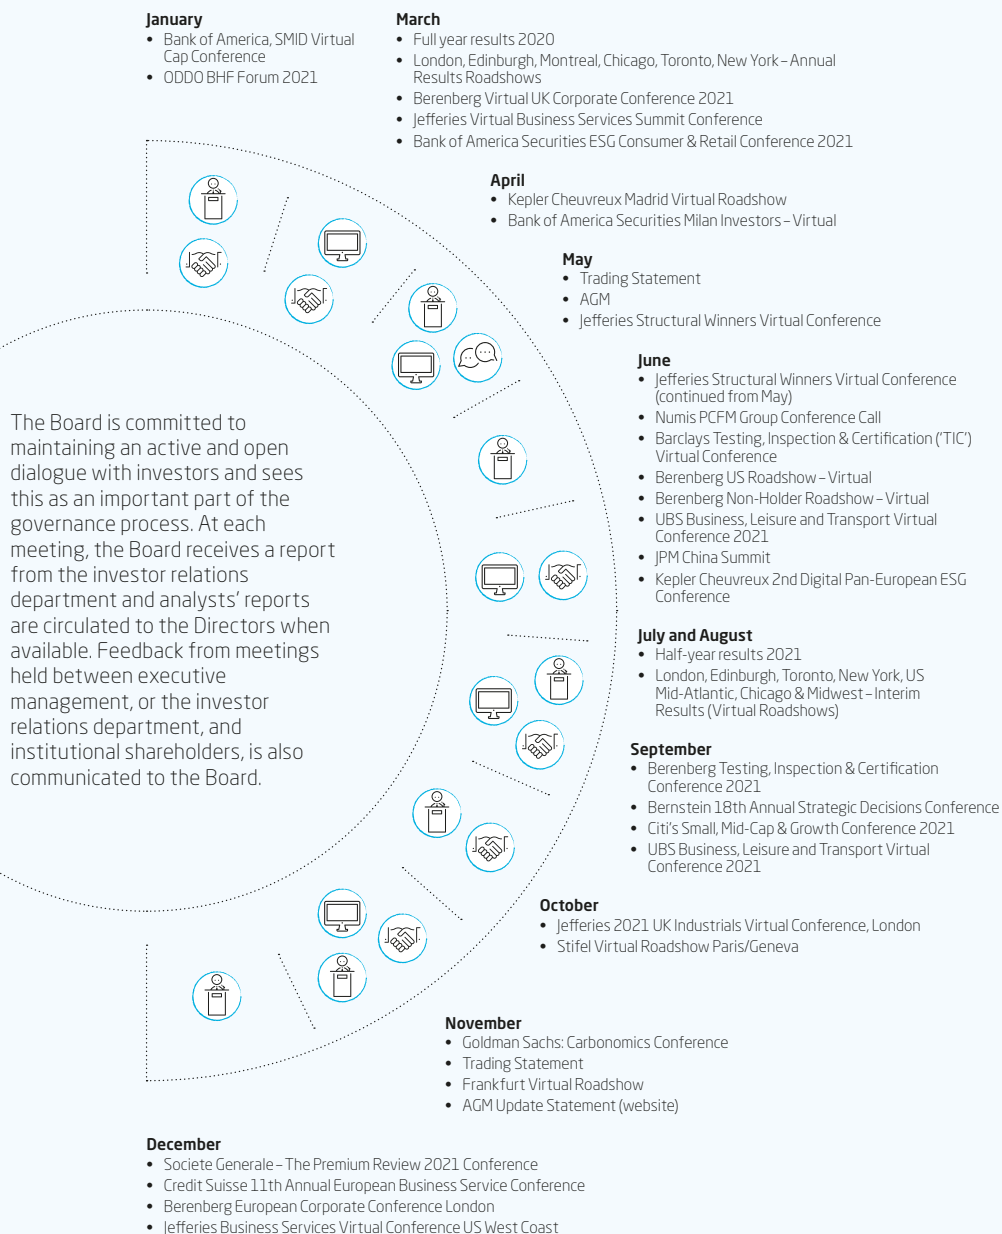 January
• Bank of America, SMID Virtual
Cap Conference
• ODDO BHF Forum 2021
March
• Full year results 2020
• London, Edinburgh, Montreal, Chicago, Toronto, New York – Annual
Results Roadshows
• Berenberg Virtual UK Corporate Conference 2021
• Jefferies Virtual Business Services Summit Conference
• Bank of America Securities ESG Consumer & Retail Conference 2021
April
• Kepler Cheuvreux Madrid Virtual Roadshow
• Bank of America Securities Milan Investors – Virtual
May
• Trading Statement
• AGM
• Jefferies Structural Winners Virtual Conference
June
• Jefferies Structural Winners Virtual Conference
(continued from May)
• Numis PCFM Group Conference Call
• Barclays Testing, Inspection & Certification ('TIC')
Virtual Conference
• Berenberg US Roadshow – Virtual
• Berenberg Non-Holder Roadshow – Virtual
• UBS Business, Leisure and Transport Virtual
Conference 2021
• JPM China Summit
• Kepler Cheuvreux 2nd Digital Pan-European ESG
Conference
The Board is committed to
maintaining an active and open
dialogue with investors and sees
this as an important part of the
governance process. At each
meeting, the Board receives a report
from the investor relations
department and analysts' reports
are circulated to the Directors when
available. Feedback from meetings
held between executive
management, or the investor
relations department, and
institutional shareholders, is also
communicated to the Board.
July and August
• Half-year results 2021
• London, Edinburgh, Toronto, New York, US
Mid-Atlantic, Chicago & Midwest – Interim
Results (Virtual Roadshows)
September
• Berenberg Testing, Inspection & Certification
Conference 2021
• Bernstein 18th Annual Strategic Decisions Conference
• Citi's Small, Mid-Cap & Growth Conference 2021
• UBS Business, Leisure and Transport Virtual
Conference 2021
October
• Jefferies 2021 UK Industrials Virtual Conference, London
• Stifel Virtual Roadshow Paris/Geneva
November
• Goldman Sachs: Carbonomics Conference
• Trading Statement
• Frankfurt Virtual Roadshow
• AGM Update Statement (website)
December
• Societe Generale – The Premium Review 2021 Conference
• Credit Suisse 11th Annual European Business Service Conference
• Berenberg European Corporate Conference London
• Jefferies Business Services Virtual Conference US West Coast